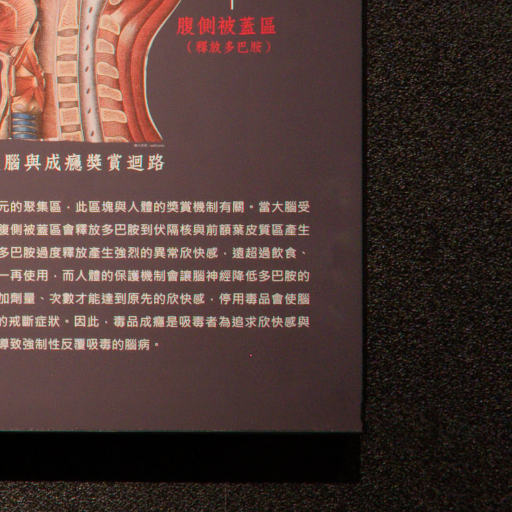 腹側被蓋區
（釋放多巴胺）
腦與成癮獎賞迴路
元的聚集區，此區塊與人體的獎賞機制有關。當大腦受
腹側被蓋區會釋放多巴胺到伏隔核與前額葉皮質區產生
多巴胺過度釋放產生強烈的異常欣快感，遠超過飲食、
一再使用，而人體的保護機制會讓腦神經降低多巴胺的
加劑量、次數才能達到原先的欣快感，停用毒品會使腦
的戒斷症狀。因此，毒品成癮是吸毒者為追求欣快感與
導致強制性反覆吸毒的腦病。